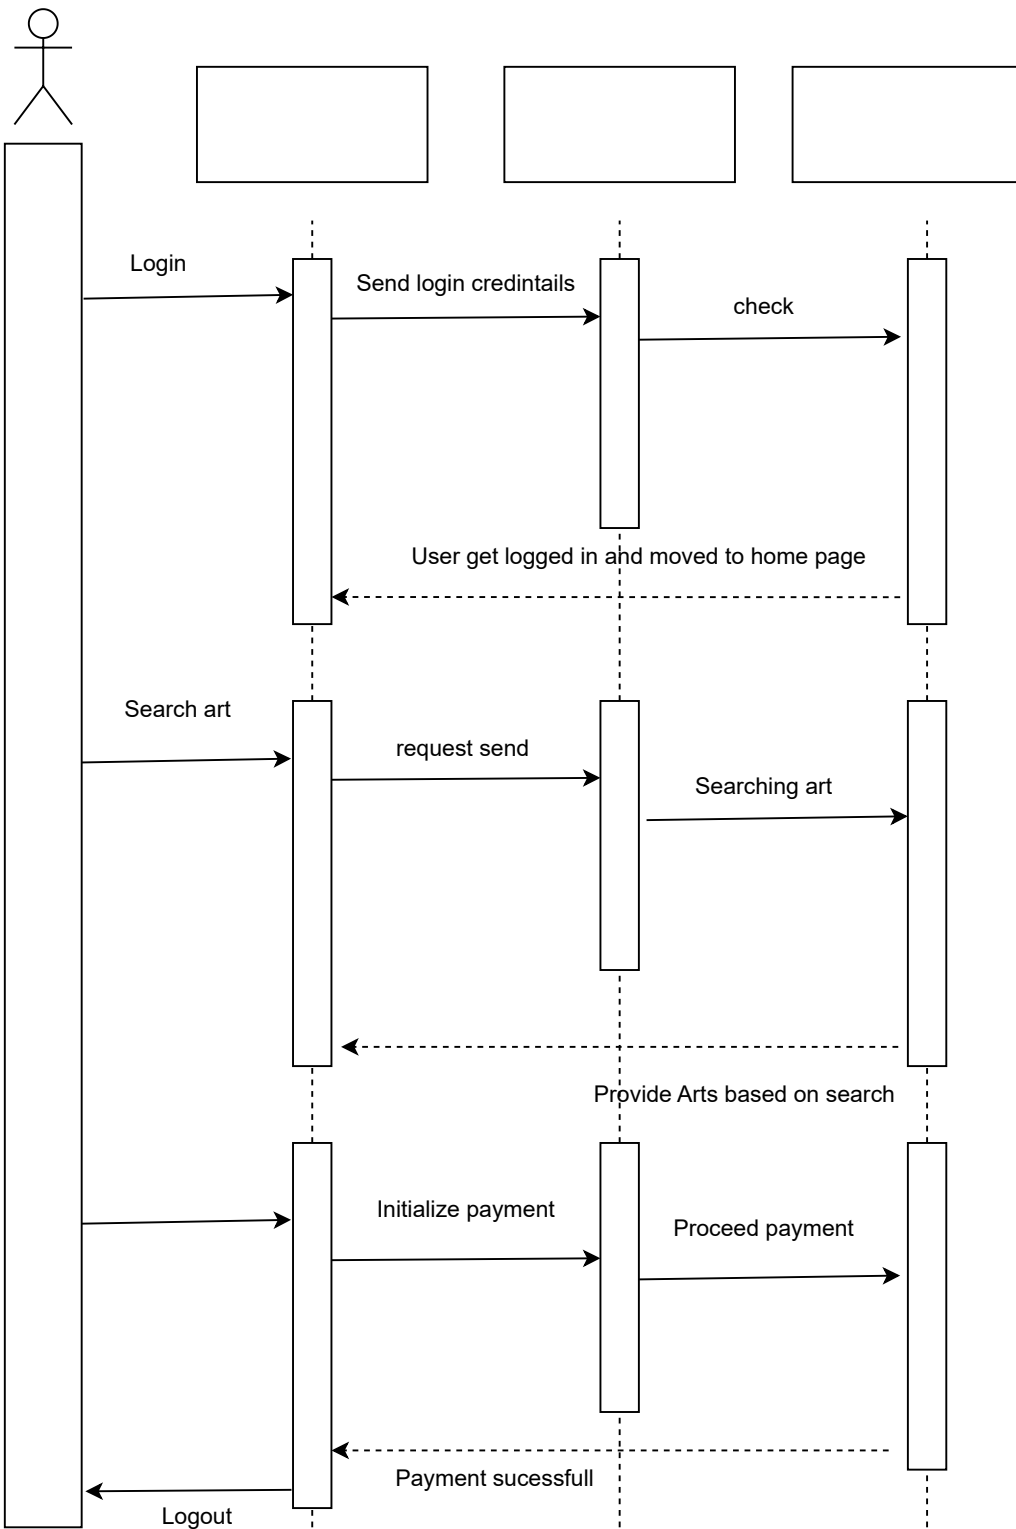 Login
Send login credintails
check
User get logged in and moved to home page
Search art
request send
Searching art
Provide Arts based on search
Initialize payment
Proceed payment
Payment sucessfull
Logout